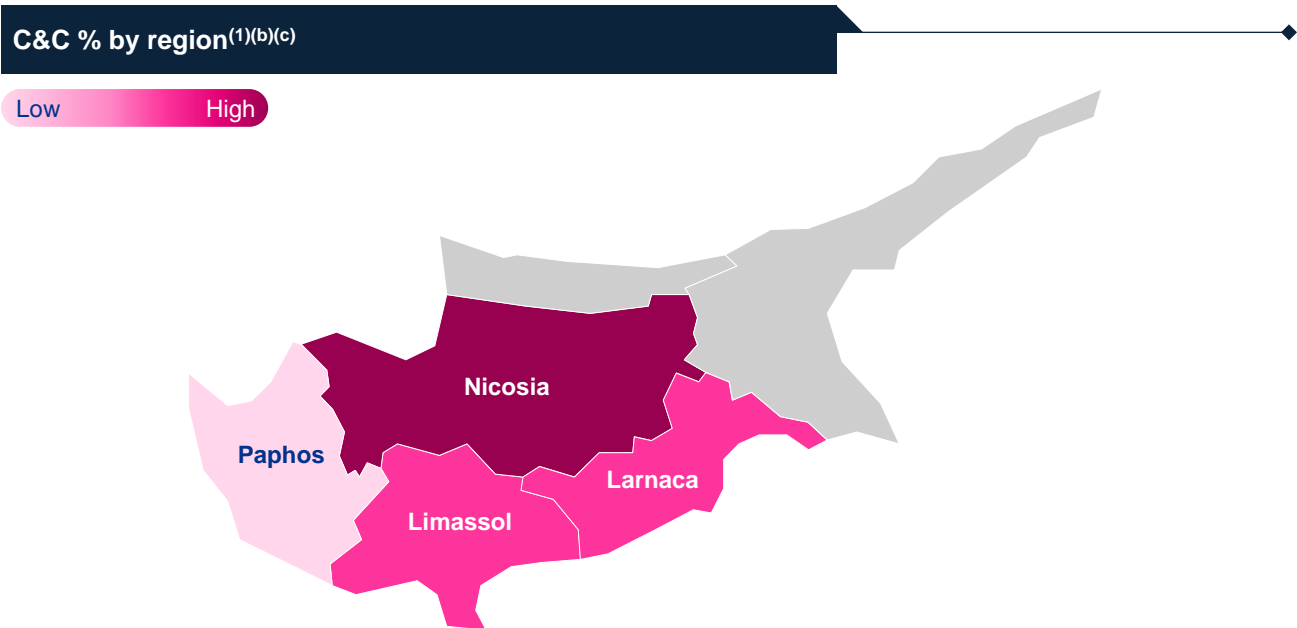 C&C % by region(1)(b)(c)
Low High
Nicosia
Paphos
Larnaca
Limassol